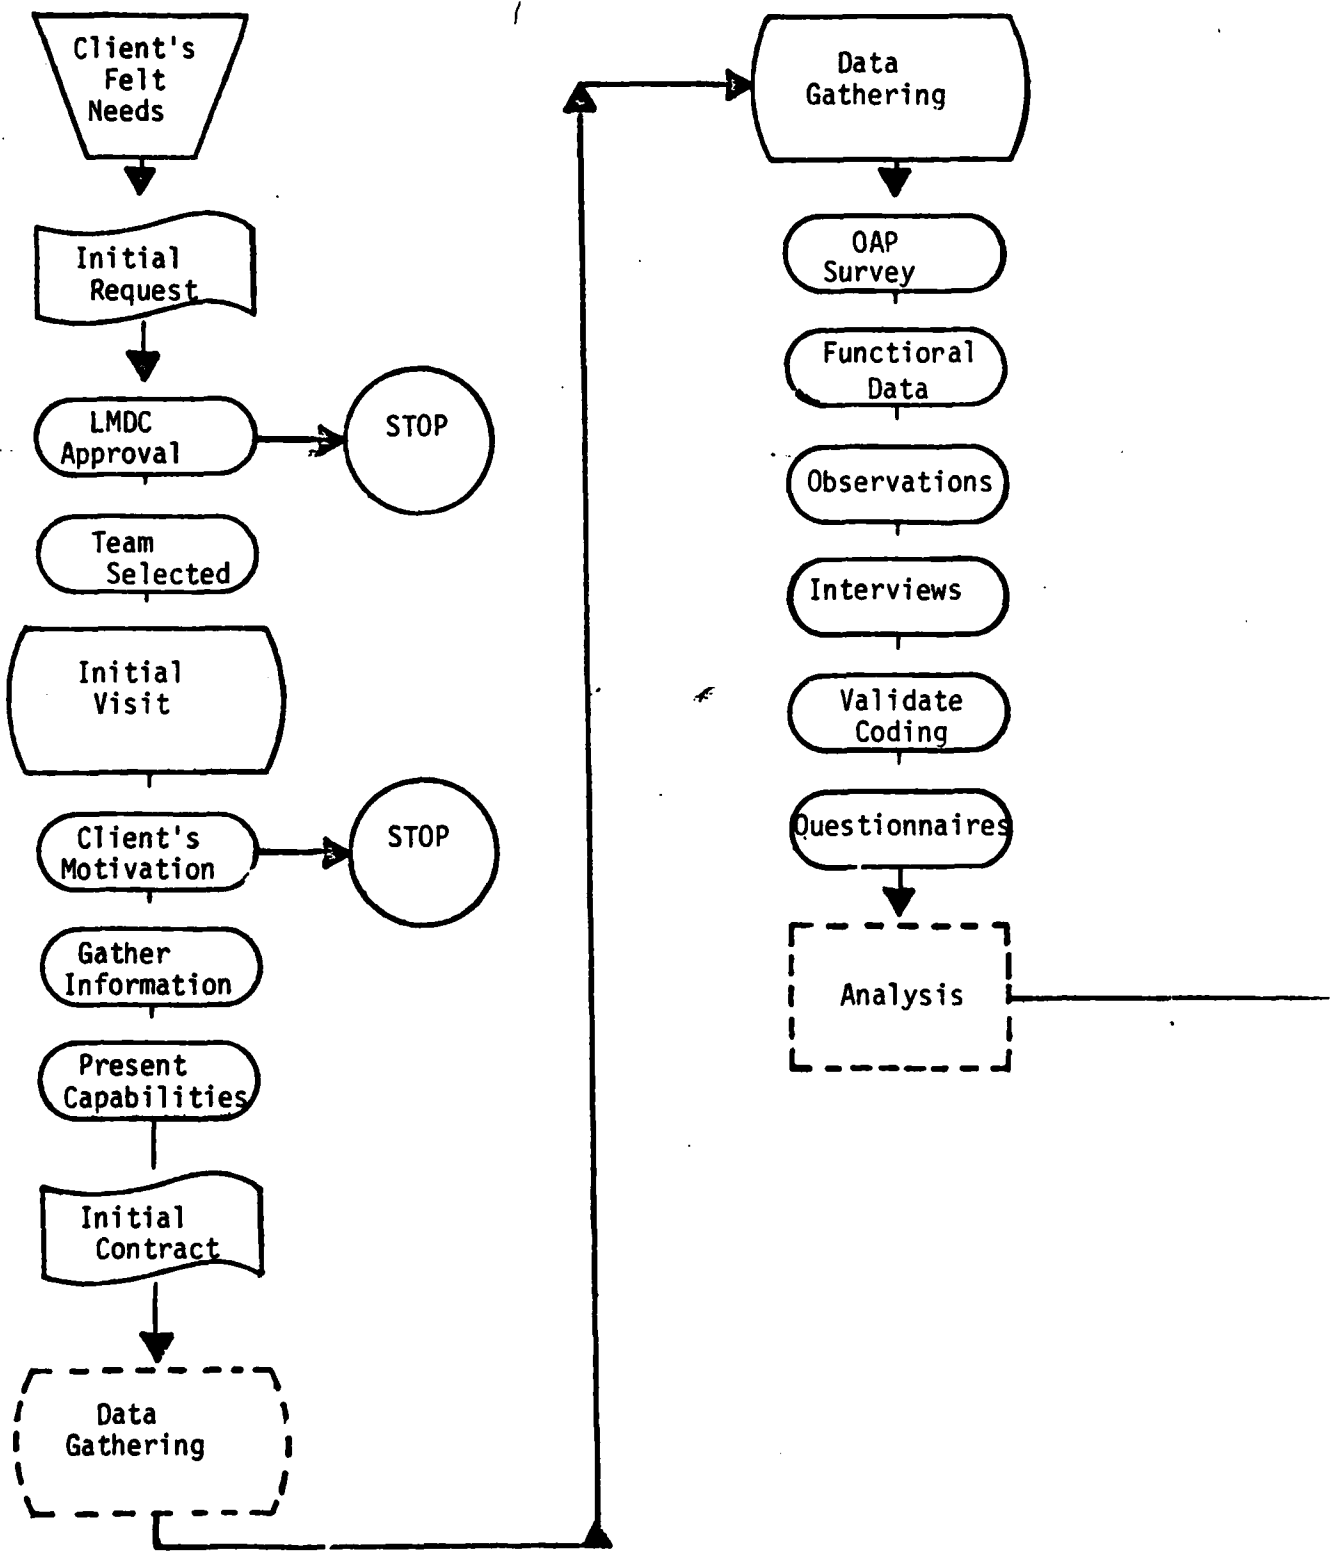 Client's
Felt
Needs
Initial
Request
LMDC
Approval
STOP
Team
Selected
Initial
Visit
Client's
Motivation
STOP
Gather
Information
Present
Capabilities
Initial
Contract
Data
Gathering
Data
Gathering
OAP
Survey
Functioral
Data
Observations
Interviews
Validate
Coding
Questionnaires
Analysis